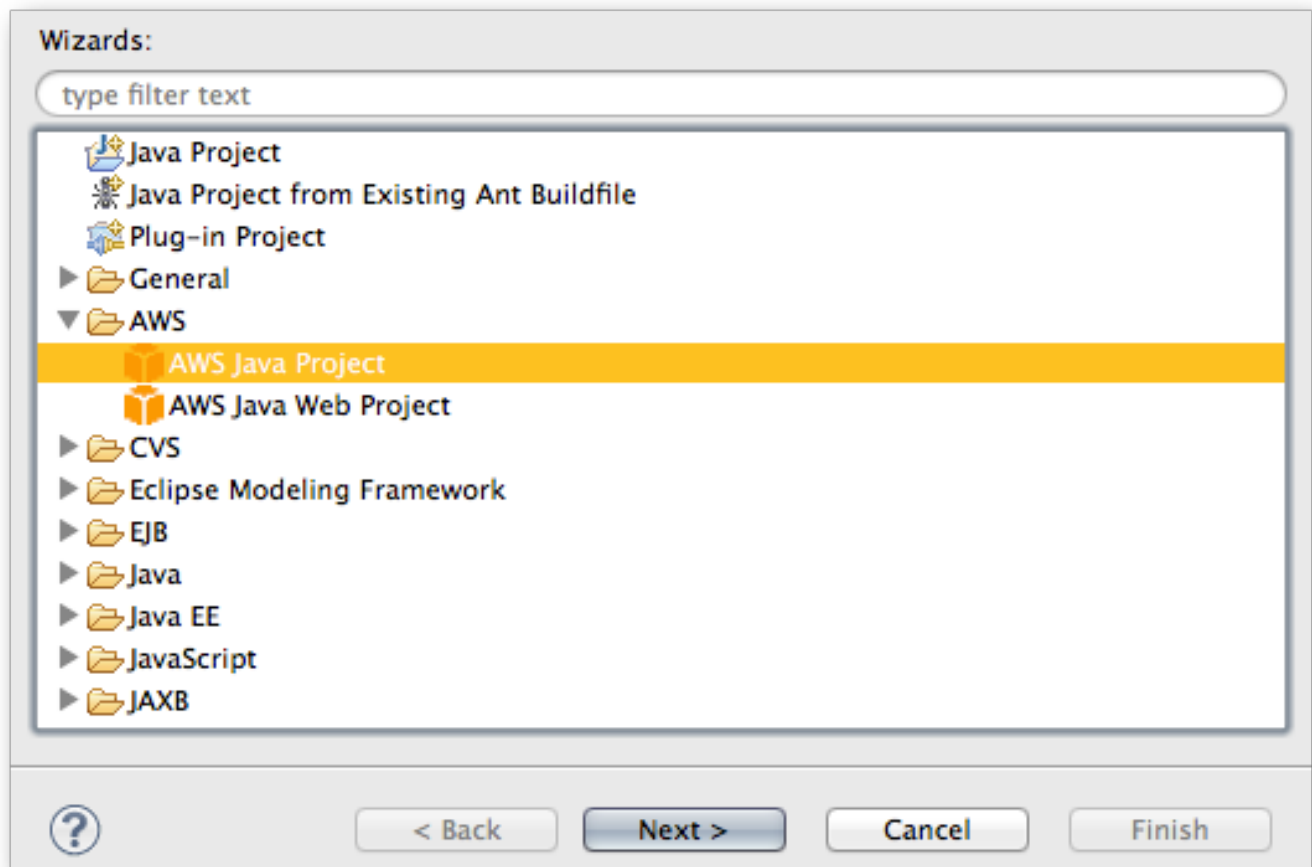 Wizards:
type filter text
Java Project
Java Project from Existing Ant Buildfile
Plug-in Project
General
AWS
AWS Java Project
AWS Java Web Project
CVS
Eclipse Modeling Framework
EJB
Java
Java EE
JavaScript
JAXB
? < Back Next > Cancel Finish